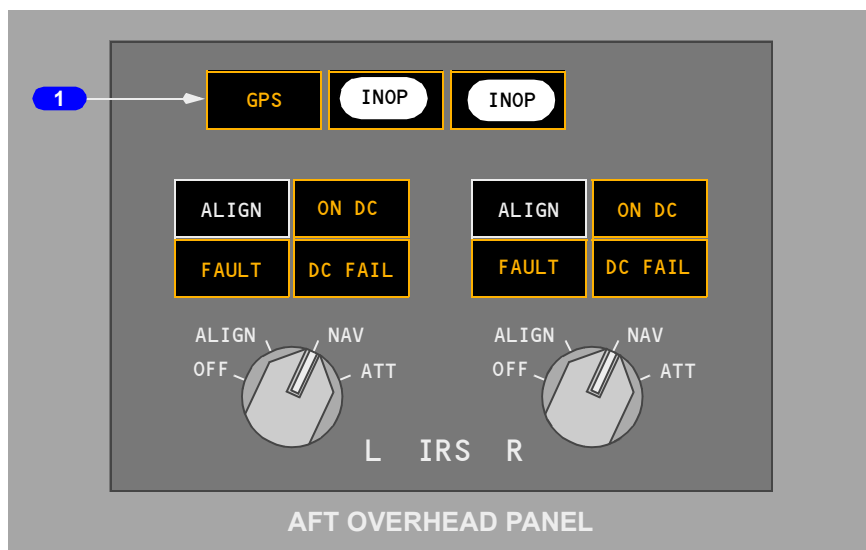 1
GPS INOP INOP
ALIGN ON DC ALIGN ON DC
FAULT DC FAIL FAULT DC FAIL
ALIGN NAV ALIGN NAV
OFF ATT OFF ATT
L IRS R
AFT OVERHEAD PANEL